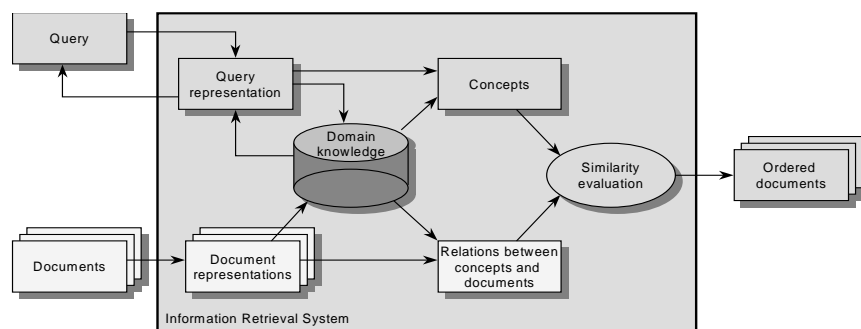 Query
Query
representation
Concepts
Domain
knowledge
Similarity
evaluation
Ordered
documents
Documents
Document
representations
Relations between
concepts and
documents
Information Retrieval System